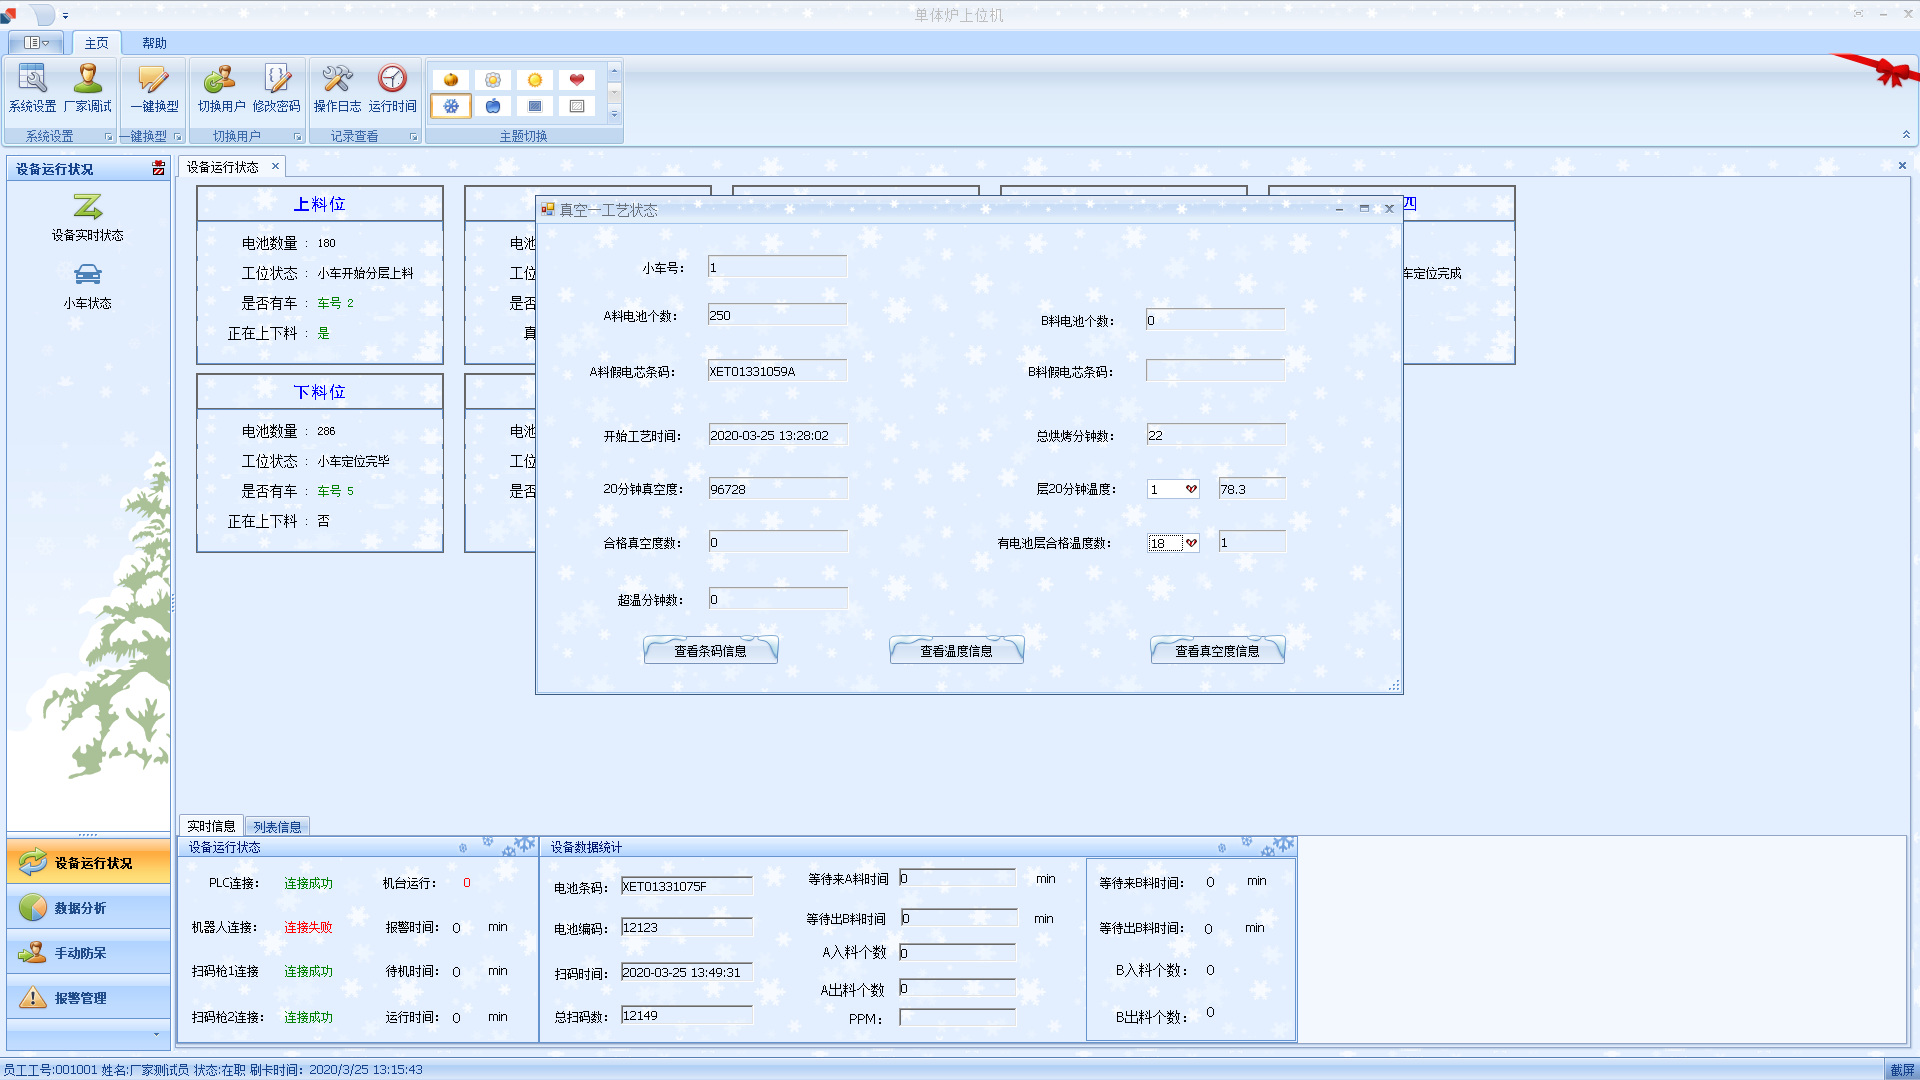 单体炉上位机
主页
帮助
系统设置
厂家调试
一键换型
切换用户
修改密码
操作日志
运行时间
系统设置
一键换型
切换用户
记录查看
主题切换
设备运行状况
设备实时状态
小车状态
设备运行状态
上料位
电池数量 : 180
工位状态 : 小车开始分层上料
是否有车 : 车号 2
正在上下料 : 是
下料位
电池数量 : 286
工位状态 : 小车定位完毕
是否有车 : 车号 5
正在上下料 : 否
电池
工位
是否
真
电池
工位
是否
四
车定位完成
真空一工艺状态
小车号： 1
A料电池个数： 250
B料电池个数： 0
A料假电芯条码： XET01331059A
B料假电芯条码：
开始工艺时间： 2020-03-25 13:28:02
总烘烤分钟数： 22
20分钟真空度： 96728
层20分钟温度： 1 78.3
合格真空度数： 0
有电池层合格温度数： 18 1
超温分钟数： 0
查看条码信息
查看温度信息
查看真空度信息
实时信息
列表信息
设备运行状态
PLC连接： 连接成功
机台运行： 0
机器人连接： 连接失败
报警时间： 0 min
扫码枪1连接 连接成功
待机时间： 0 min
扫码枪2连接： 连接成功
运行时间： 0 min
设备数据统计
电池条码： XET01331075F
电池编码： 12123
扫码时间： 2020-03-25 13:49:31
总扫码数： 12149
等待来A料时间 0 min
等待出B料时间 0 min
A入料个数 0
A出料个数 0
PPM：
等待来B料时间： 0 min
等待出B料时间： 0 min
B入料个数： 0
B出料个数： 0
设备运行状况
数据分析
手动防呆
报警管理
员工工号:001001 姓名:厂家测试员 状态:在职 刷卡时间：2020/3/25 13:15:43
截屏